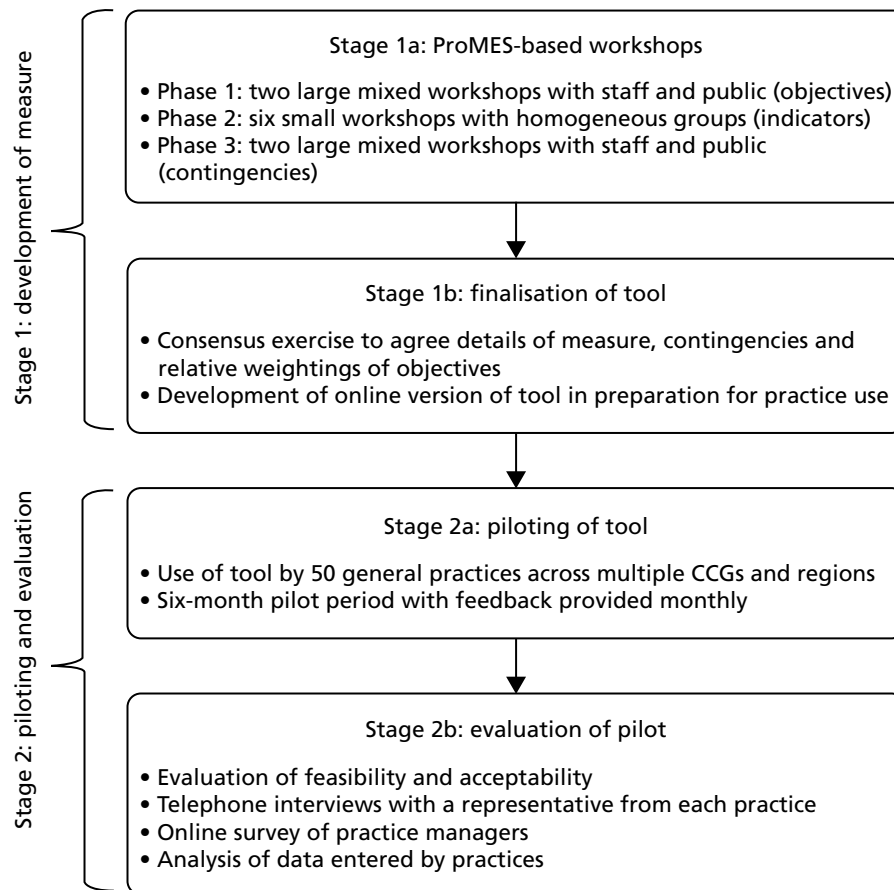 Stage 1: development of measure
Stage 1a: ProMES-based workshops
• Phase 1: two large mixed workshops with staff and public (objectives)
• Phase 2: six small workshops with homogeneous groups (indicators)
• Phase 3: two large mixed workshops with staff and public
(contingencies)
Stage 1b: finalisation of tool
• Consensus exercise to agree details of measure, contingencies and
relative weightings of objectives
• Development of online version of tool in preparation for practice use
Stage 2: piloting and evaluation
Stage 2a: piloting of tool
• Use of tool by 50 general practices across multiple CCGs and regions
• Six-month pilot period with feedback provided monthly
Stage 2b: evaluation of pilot
• Evaluation of feasibility and acceptability
• Telephone interviews with a representative from each practice
• Online survey of practice managers
• Analysis of data entered by practices